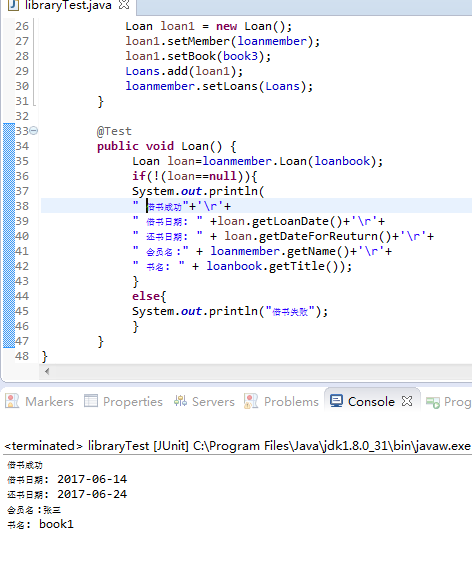 libraryTest.java
26 Loan loan1 = new Loan();
27 loan1.setMember(loanmember);
28 loan1.setBook(book3);
29 Loans.add(loan1);
30 loanmember.setLoans(Loans);
31 }
32
33 @Test
34 public void Loan() {
35 Loan loan=loanmember.Loan(loanbook);
36 if(!(loan==null)){
37 System.out.println(
38 " 借书成功"+'\r'+
39 " 借书日期: " +loan.getLoanDate()+'\r'+
40 " 还书日期: " + loan.getDateForReuturn()+'\r'+
41 " 会员名:" + loanmember.getName()+'\r'+
42 " 书名: " + loanbook.getTitle());
43 }
44 else{
45 System.out.println("借书失败");
46 }
47 }
48 }
Markers Properties Servers Problems Console Prog
<terminated> libraryTest [JUnit] C:\Program Files\Java\jdk1.8.0_31\bin\javaw.exe
借书成功
借书日期: 2017-06-14
还书日期: 2017-06-24
会员名:张三
书名: book1